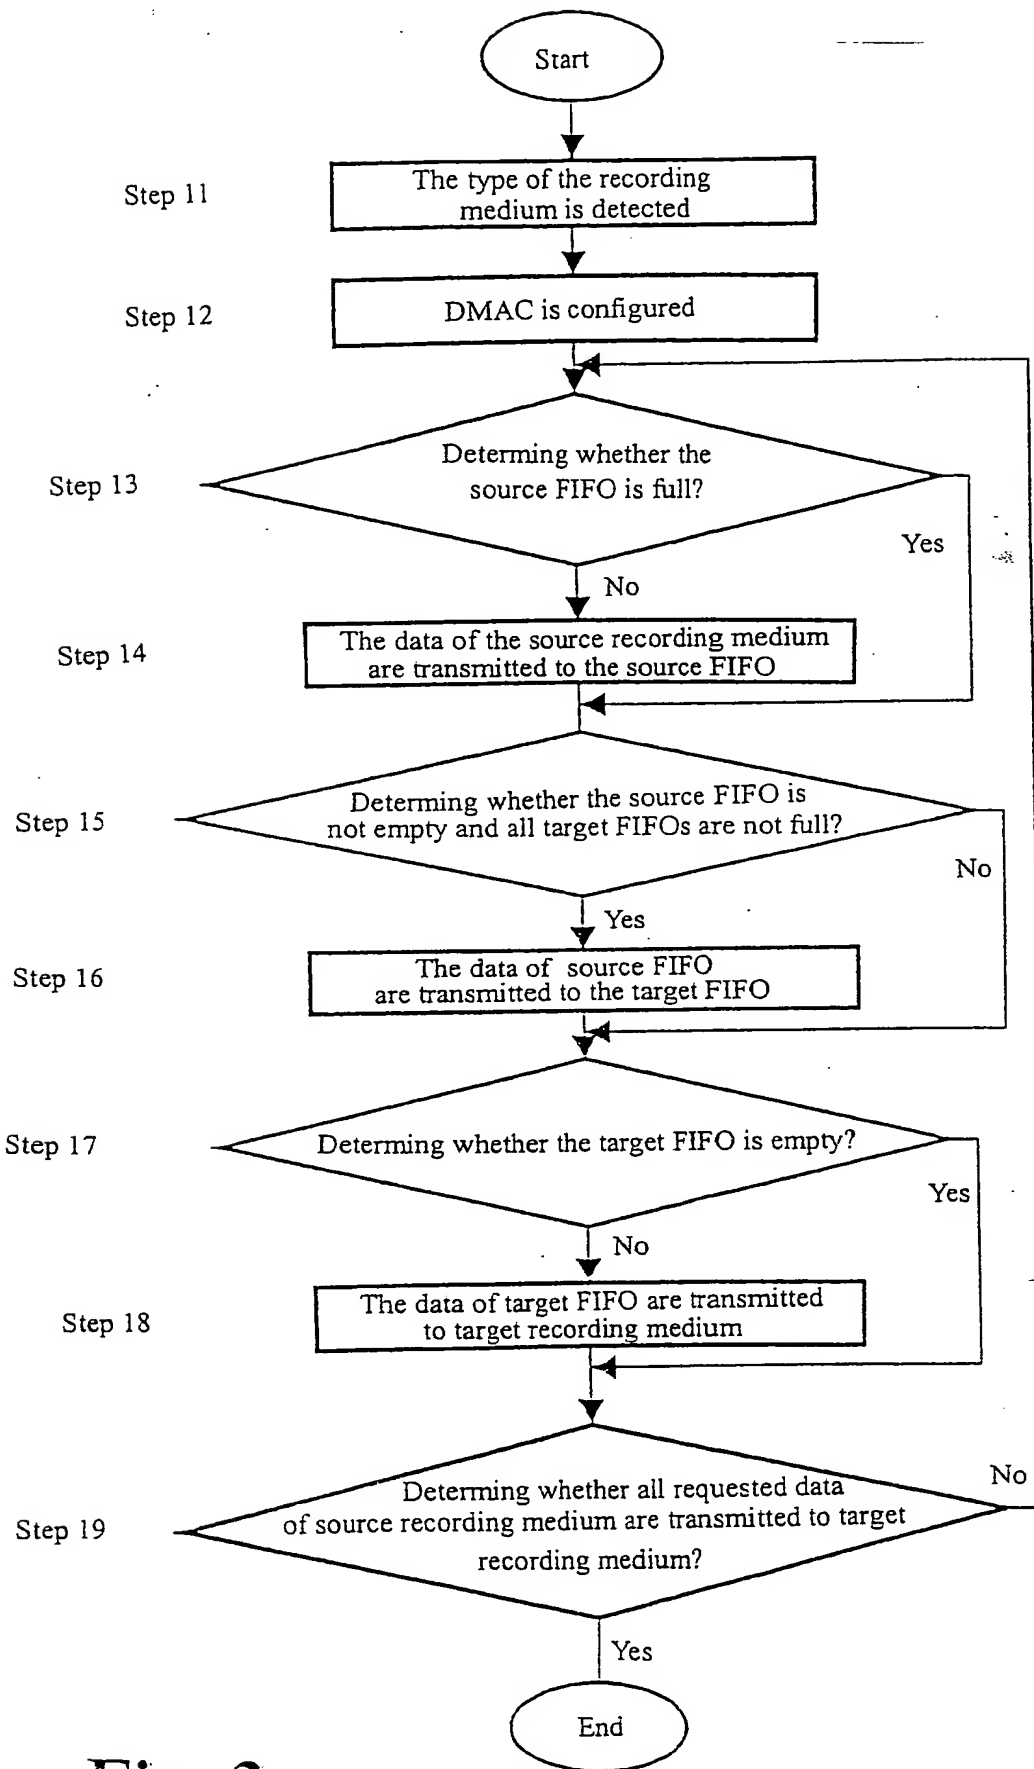 Start
Step 11
The type of the recording
medium is detected
Step 12
DMAC is configured
Step 13
Determing whether the
source FIFO is full?
Yes
No
Step 14
The data of the source recording medium
are transmitted to the source FIFO
Step 15
Determing whether the source FIFO is
not empty and all target FIFOs are not full?
No
Yes
Step 16
The data of source FIFO
are transmitted to the target FIFO
Step 17
Determing whether the target FIFO is empty?
Yes
No
Step 18
The data of target FIFO are transmitted
to target recording medium
Step 19
Determing whether all requested data
of source recording medium are transmitted to target
recording medium?
No
Yes
End